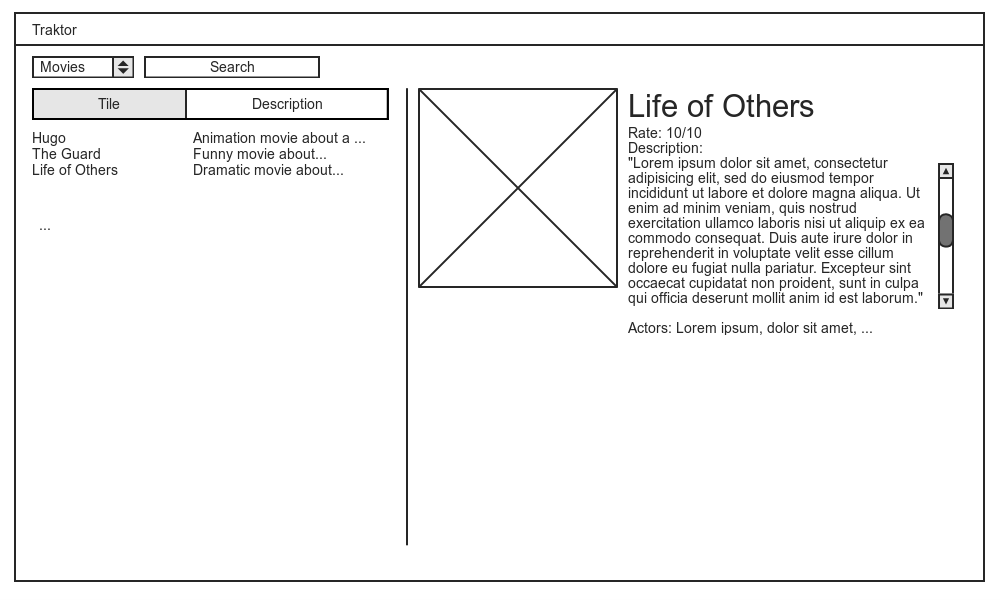 Traktor
Movies
Search
Tile Description
Hugo Animation movie about a ...
The Guard Funny movie about...
Life of Others Dramatic movie about...
...
Life of Others
Rate: 10/10
Description:
"Lorem ipsum dolor sit amet, consectetur
adipisicing elit, sed do eiusmod tempor
incididunt ut labore et dolore magna aliqua. Ut
enim ad minim veniam, quis nostrud
exercitation ullamco laboris nisi ut aliquip ex ea
commodo consequat. Duis aute irure dolor in
reprehenderit in voluptate velit esse cillum
dolore eu fugiat nulla pariatur. Excepteur sint
occaecat cupidatat non proident, sunt in culpa
qui officia deserunt mollit anim id est laborum."
Actors: Lorem ipsum, dolor sit amet, ...